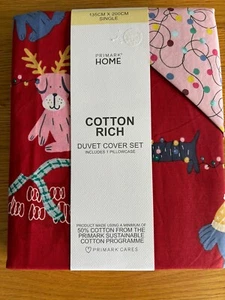 135CM X 200CM
SINGLE
PRIMARK
HOME
COTTON
RICH
DUVET COVER SET
INCLUDES 1 PILLOWCASE
PRODUCT MADE USING A MINIMUM OF
50% COTTON FROM THE
PRIMARK SUSTAINABLE
COTTON PROGRAMME
PRIMARK CARES